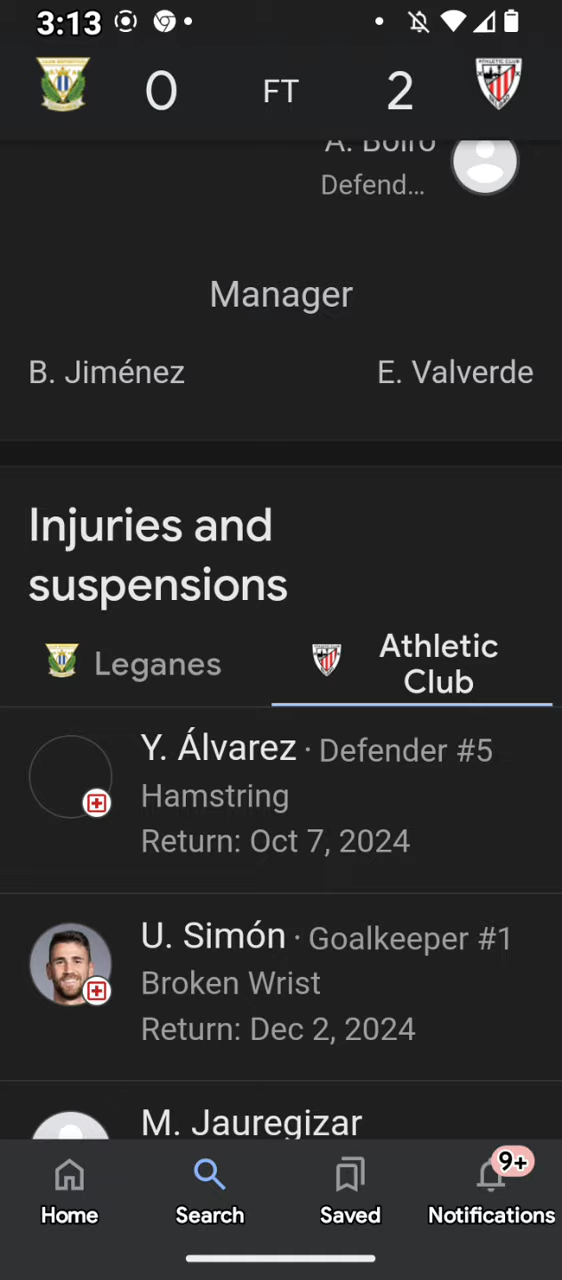 3:13
0 FT 2
A. Boiro
Defend...
Manager
B. Jiménez E. Valverde
Injuries and
suspensions
Leganes
Athletic
Club
Y. Álvarez · Defender #5
Hamstring
Return: Oct 7, 2024
U. Simón · Goalkeeper #1
Broken Wrist
Return: Dec 2, 2024
M. Jauregizar
9+
Home Search Saved Notifications